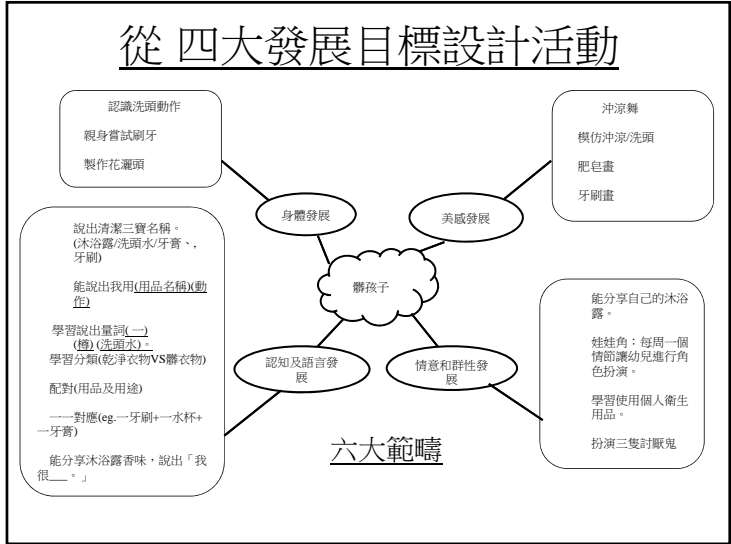 從 四大發展目標設計活動
認識洗頭動作
親身嘗試刷牙
製作花灑頭
沖涼舞
模仿沖涼/洗頭
肥皂畫
牙刷畫
身體發展
美感發展
髒孩子
說出清潔三寶名稱。
(沐浴露/洗頭水/牙膏、,
牙刷)
能說出我用(用品名稱)(動
作)
學習說出量詞( 一)
(樽) (洗頭水)。
學習分類(乾淨衣物VS髒衣物)
配對(用品及用途)
一一對應(eg.一牙刷+一水杯+
一牙膏)
能分享沐浴露香味，說出「我
很___。」
認知及語言發
展
情意和群性發
展
能分享自己的沐浴
露。
娃娃角：每周一個
情節讓幼兒進行角
色扮演。
學習使用個人衛生
用品。
扮演三隻討厭鬼
六大範疇